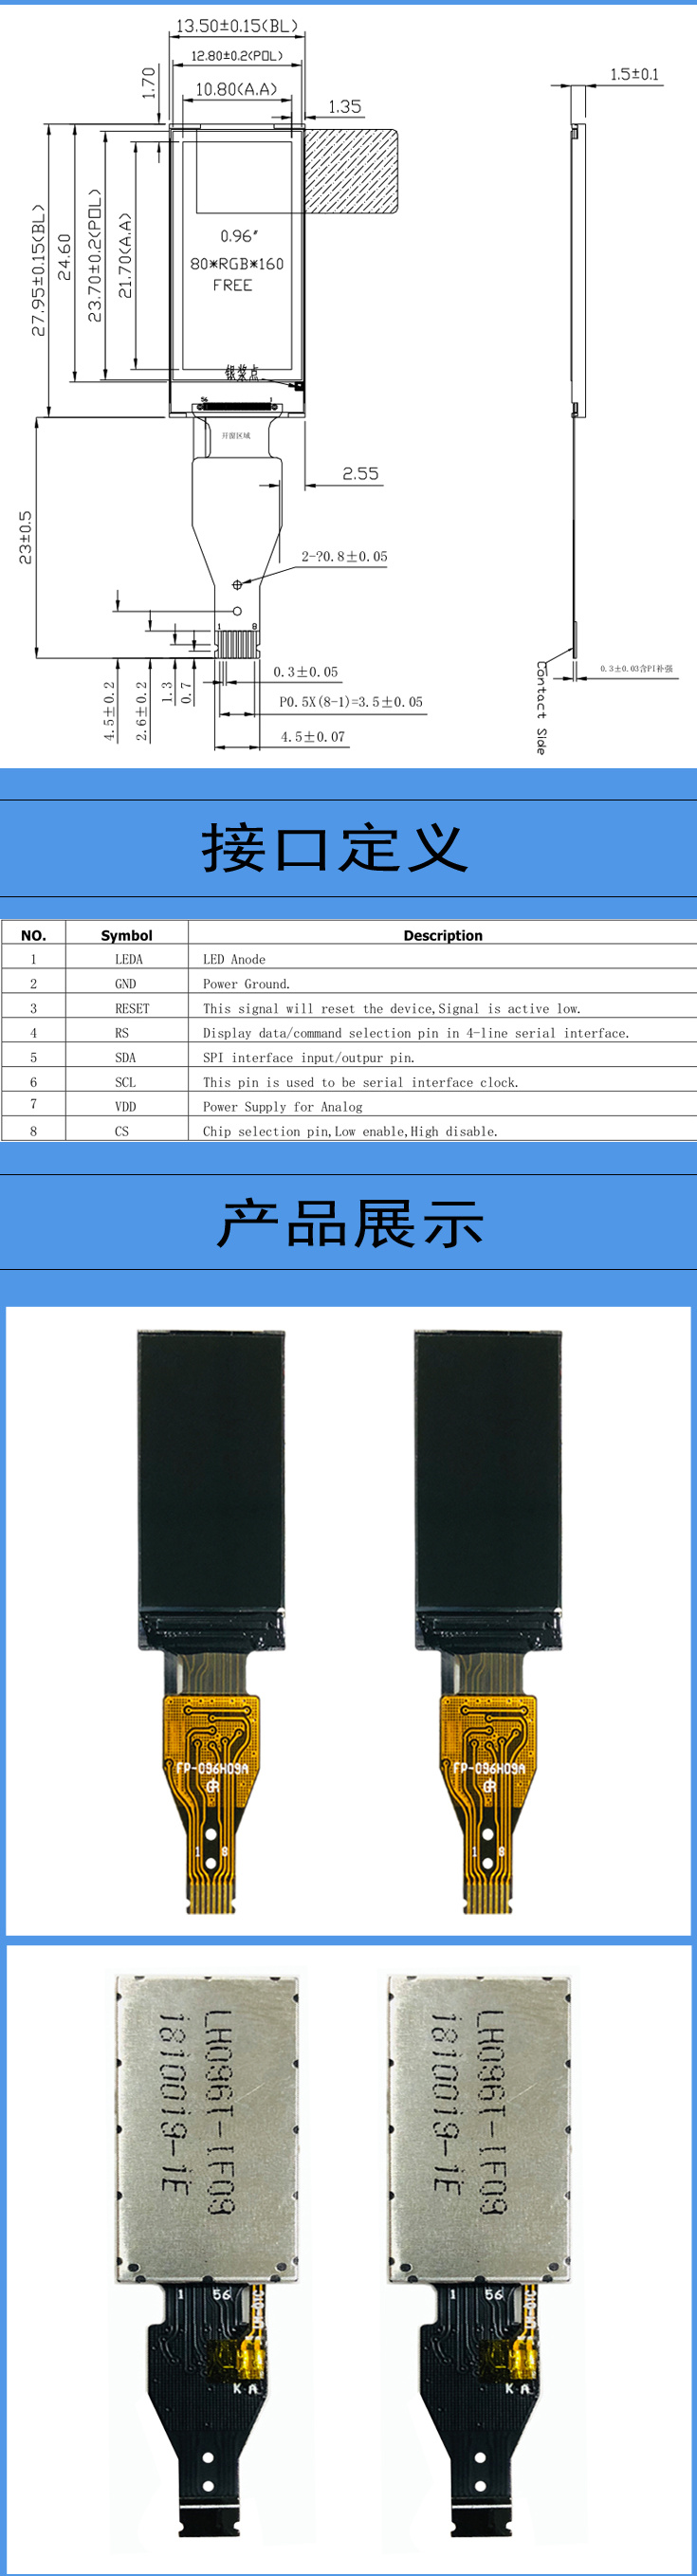 13.50±0.15(BL)
12.80±0.2(POL)
10.80(A.A)
1.70
1.35
1.5±0.1
27.95±0.15(BL)
24.60
23.70±0.2(POL)
21.70(A.A)
0.96″
80*RGB*160
FREE
银浆点
56
1
开窗区域
2.55
23±0.5
2-?0.8±0.05
1
8
0.3±0.05
P0.5X(8-1)=3.5±0.05
4.5±0.07
4.5±0.2
2.6±0.2
1.3
0.7
0.3±0.03含PI补强
Contact Side
接口定义
NO. Symbol Description
1 LEDA LED Anode
2 GND Power Ground.
3 RESET This signal will reset the device,Signal is active low.
4 RS Display data/command selection pin in 4-line serial interface.
5 SDA SPI interface input/outpur pin.
6 SCL This pin is used to be serial interface clock.
7 VDD Power Supply for Analog
8 CS Chip selection pin,Low enable,High disable.
产品展示
FP-096H09A
1 8
FP-096H09A
1 8
LH096T-IF09
1810019-1E
1 56
K A
LH096T-IF09
1810019-1E
1 56
K A